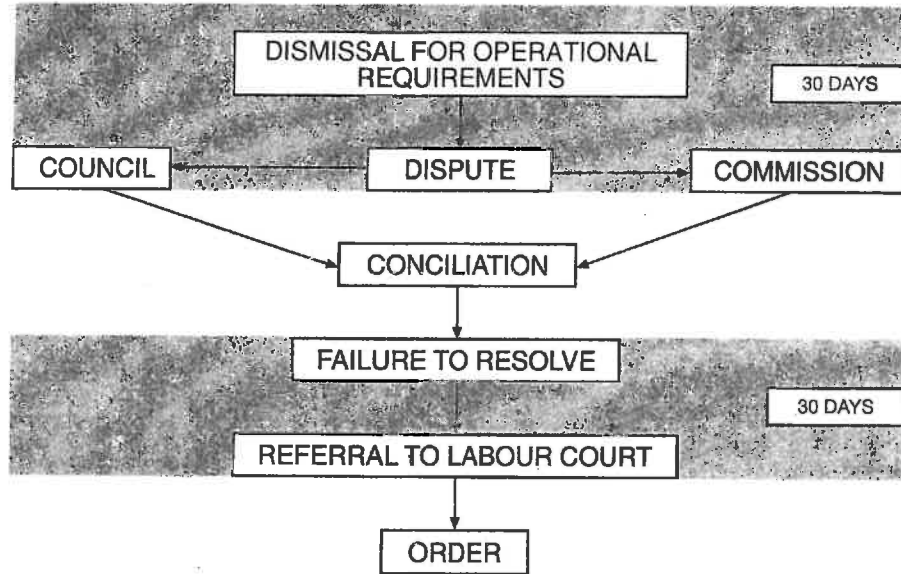 DISMISSAL FOR OPERATIONAL
REQUIREMENTS
30 DAYS
COUNCIL
DISPUTE
COMMISSION
CONCILIATION
FAILURE TO RESOLVE
30 DAYS
REFERRAL TO LABOUR COURT
ORDER